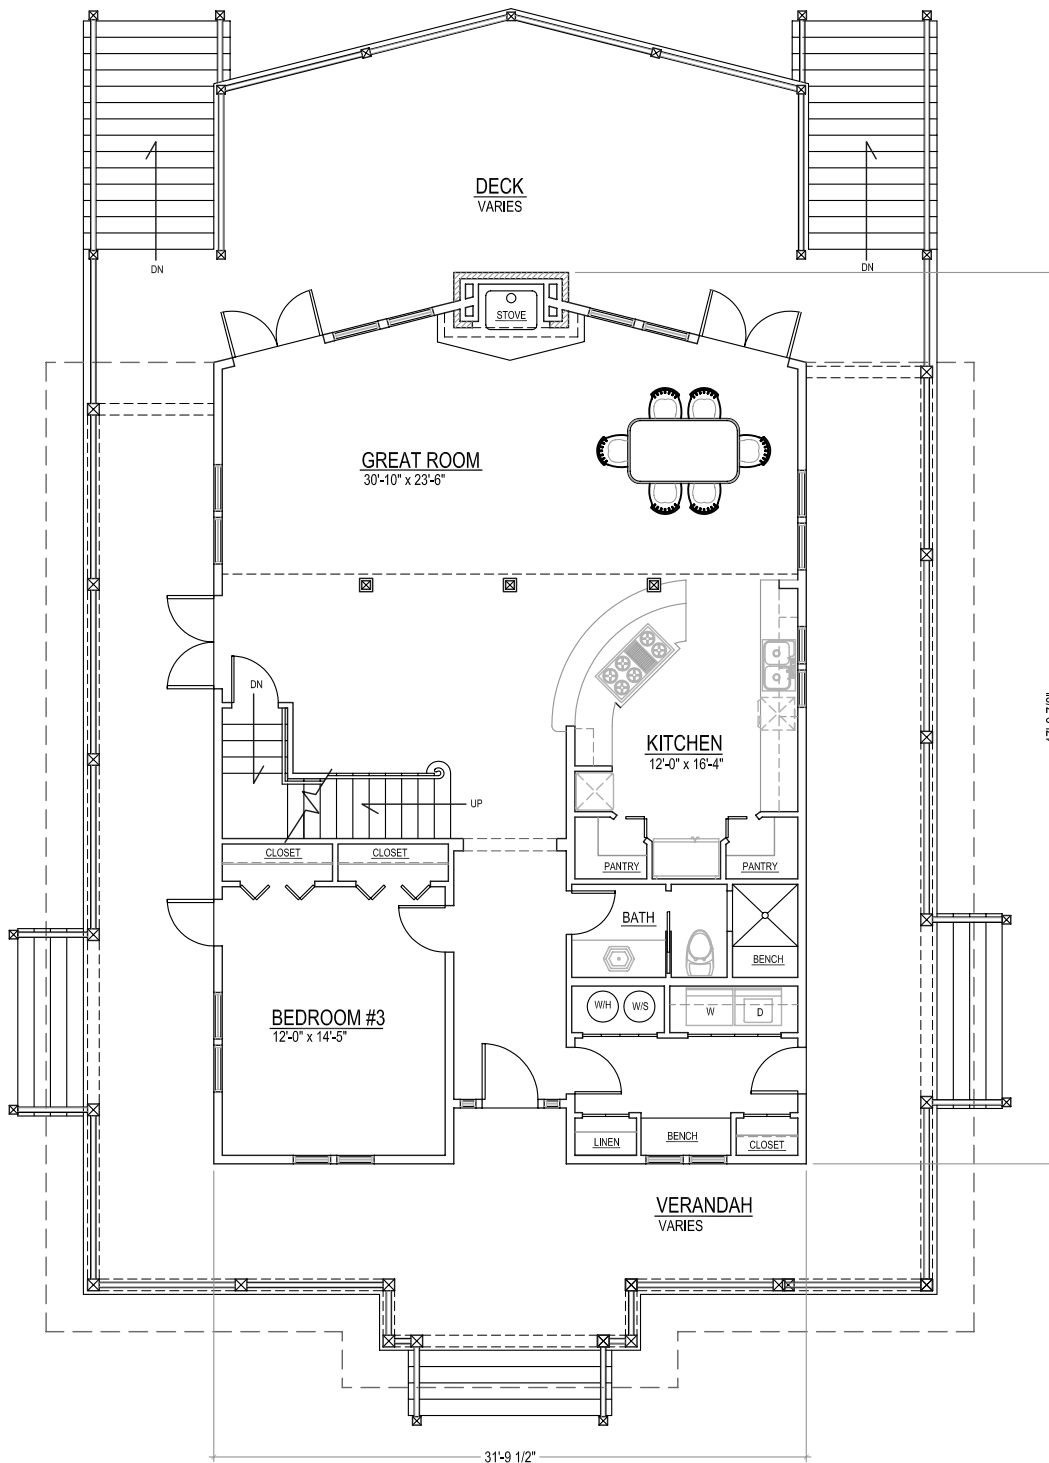 DECK
VARIES
DN
DN
STOVE
GREAT ROOM
30'-10" x 23'-6"
DN
KITCHEN
12'-0" x 16'-4"
UP
CLOSET
CLOSET
PANTRY
PANTRY
BATH
BENCH
W/H
W/S
W
D
BEDROOM #3
12'-0" x 14'-5"
LINEN
BENCH
CLOSET
VERANDAH
VARIES
31'-9 1/2"